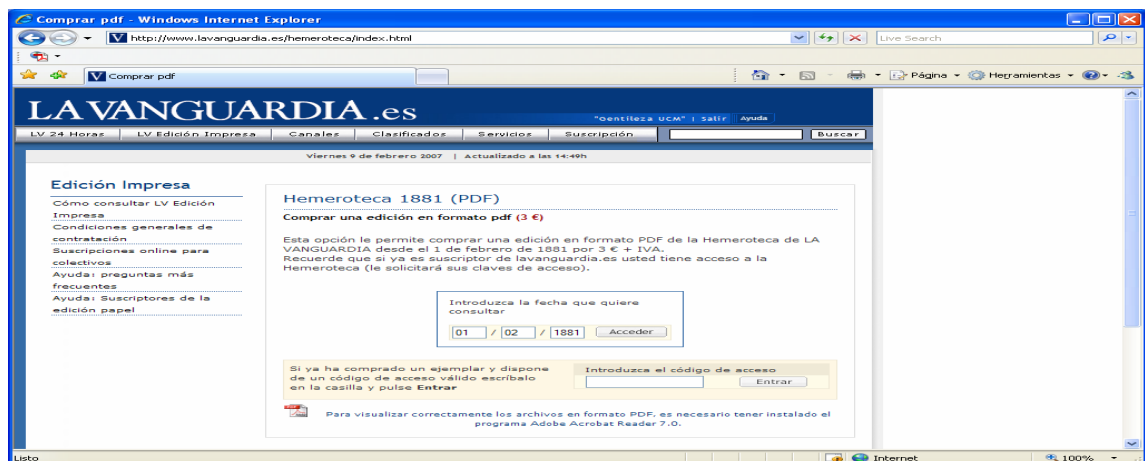 Comprar pdf - Windows Internet Explorer
http://www.lavanguardia.es/hemeroteca/index.html
Live Search
Comprar pdf
Página
Herramientas
LA VANGUARDIA.es
"Gentileza UCM" | Salir Ayuda
LV 24 Horas LV Edición Impresa Canales Clasificados Servicios Suscripción Buscar
Viernes 9 de febrero 2007 | Actualizado a las 14:49h
Edición Impresa
Cómo consultar LV Edición
Impresa
Condiciones generales de
contratación
Suscripciones online para
colectivos
Ayuda: preguntas más
frecuentes
Ayuda: Suscriptores de la
edición papel
Hemeroteca 1881 (PDF)
Comprar una edición en formato pdf (3 €)
Esta opción le permite comprar una edición en formato PDF de la Hemeroteca de LA
VANGUARDIA desde el 1 de febrero de 1881 por 3 € + IVA.
Recuerde que si ya es suscriptor de lavanguardia.es usted tiene acceso a la
Hemeroteca (le solicitará sus claves de acceso).
Introduzca la fecha que quiere
consultar
01 / 02 / 1881 Acceder
Si ya ha comprado un ejemplar y dispone
de un código de acceso válido escríbalo
en la casilla y pulse Entrar
Introduzca el código de acceso
Entrar
Para visualizar correctamente los archivos en formato PDF, es necesario tener instalado el
programa Adobe Acrobat Reader 7.0.
Listo
Internet
100%